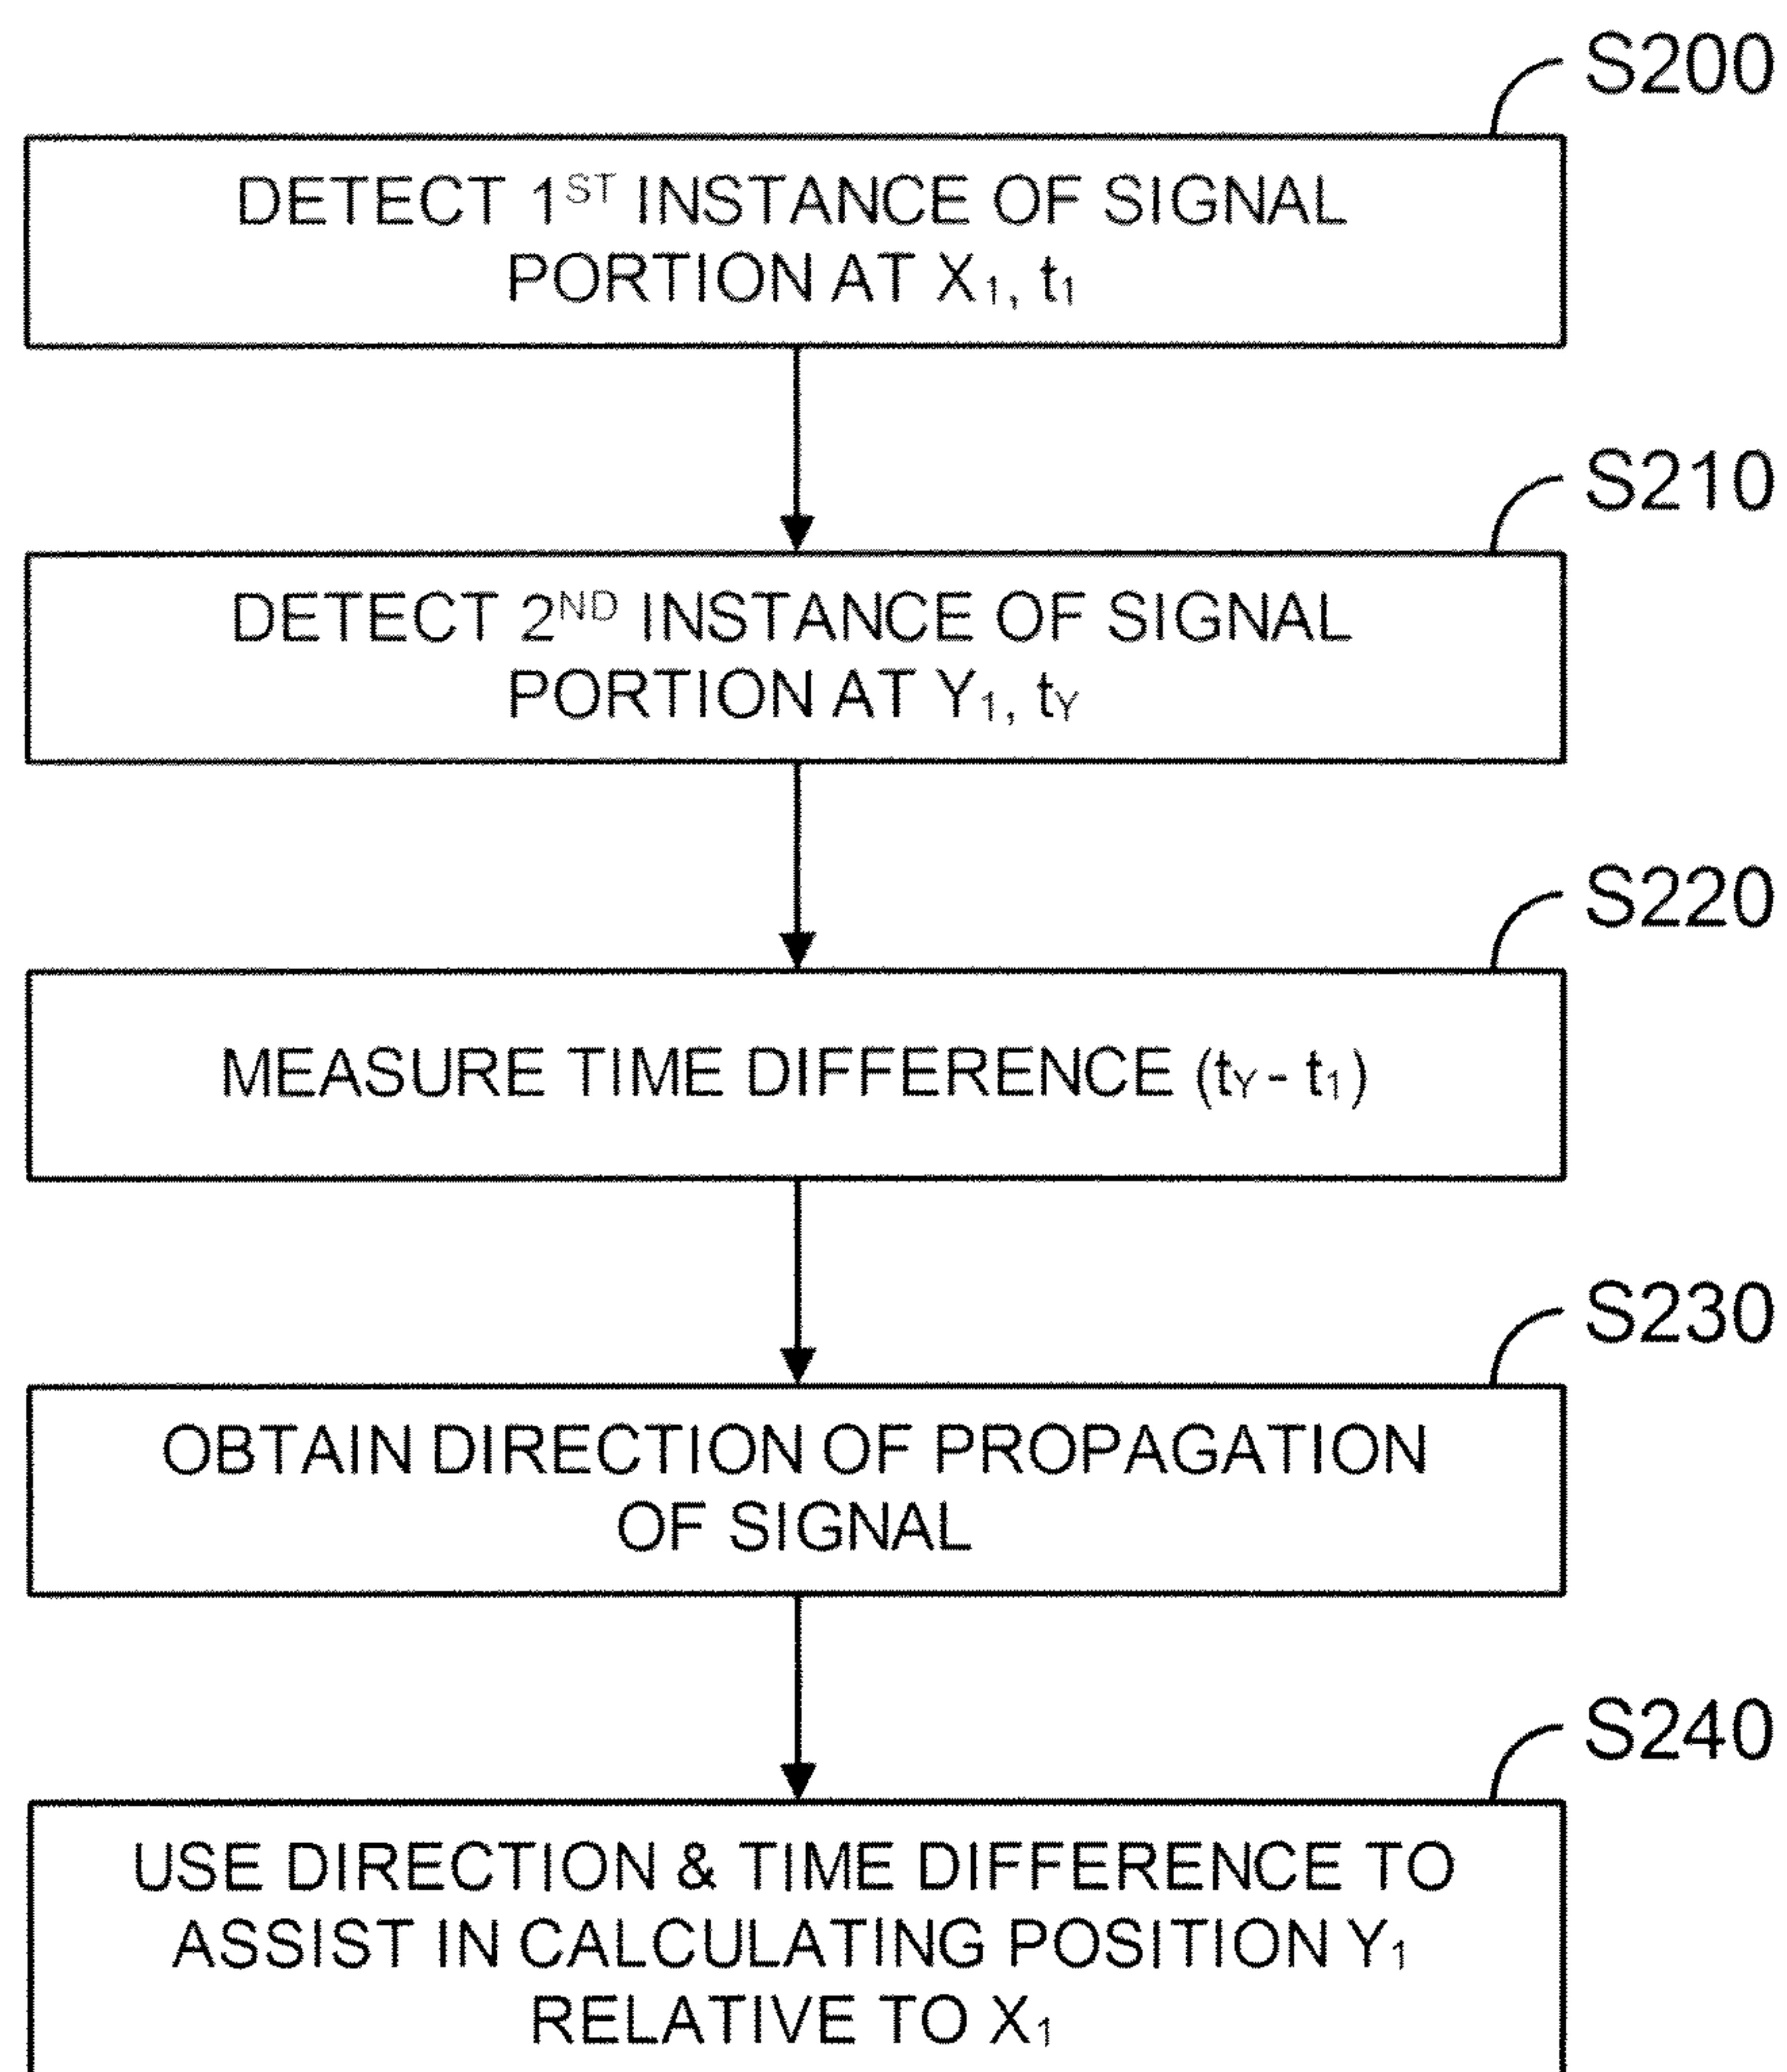 S200
DETECT 1ST INSTANCE OF SIGNAL
PORTION AT X₁, t₁
S210
DETECT 2ND INSTANCE OF SIGNAL
PORTION AT Y₁, tY
S220
MEASURE TIME DIFFERENCE (tY - t₁)
S230
OBTAIN DIRECTION OF PROPAGATION
OF SIGNAL
S240
USE DIRECTION & TIME DIFFERENCE TO
ASSIST IN CALCULATING POSITION Y₁
RELATIVE TO X₁